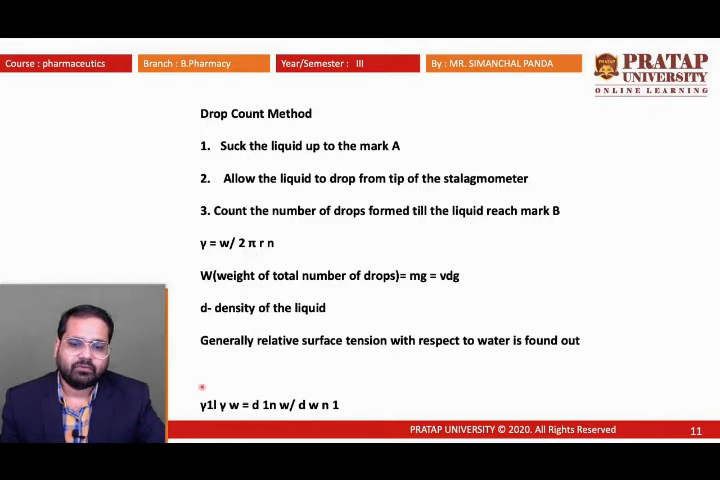 Course : pharmaceutics
Branch : B.Pharmacy
Year/Semester : III
By : MR. SIMANCHAL PANDA
PRATAP
PRATAP
UNIVERSITY
ONLINE LEARNING
Drop Count Method
1. Suck the liquid up to the mark A
2. Allow the liquid to drop from tip of the stalagmometer
3. Count the number of drops formed till the liquid reach mark B
γ = w/ 2 π r n
W(weight of total number of drops)= mg = vdg
d- density of the liquid
Generally relative surface tension with respect to water is found out
γ1l γ w = d 1n w/ d w n 1
PRATAP UNIVERSITY © 2020. All Rights Reserved
11